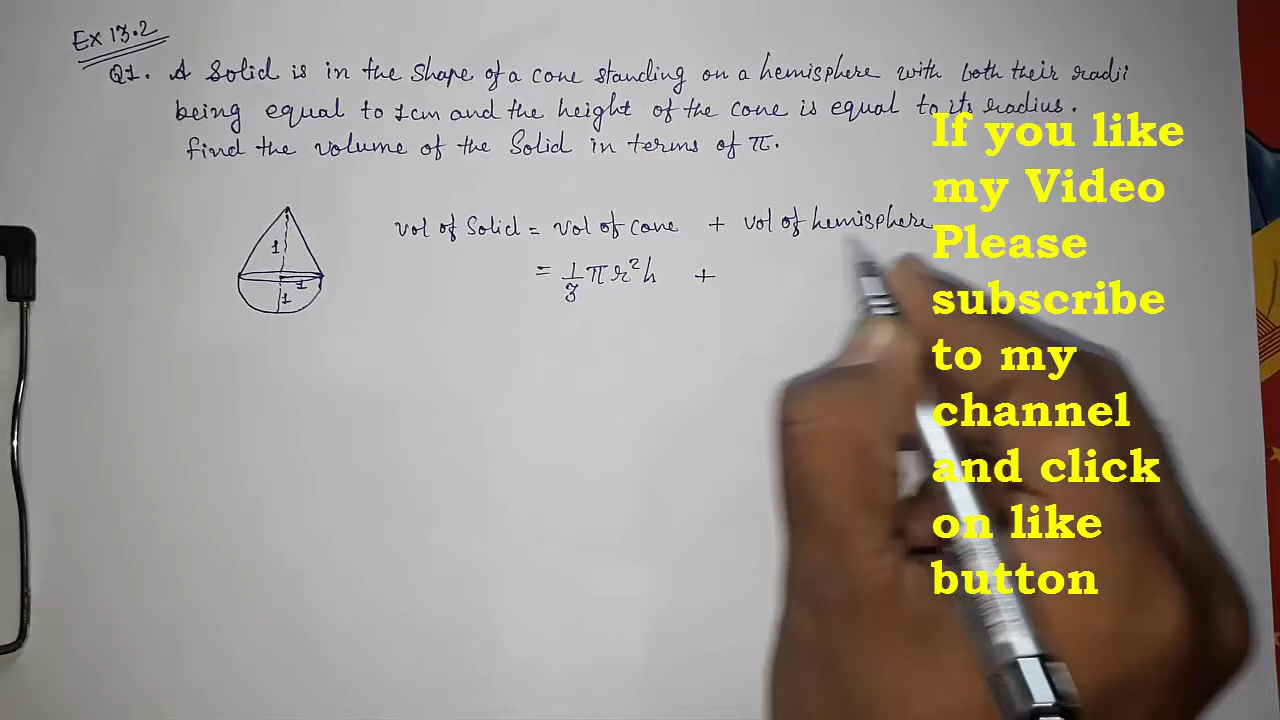 Ex 13.2
Q1. A Solid is in the shape of a cone standing on a hemisphere with both their radii
being equal to 1cm and the height of the cone is equal to its radius.
find the volume of the Solid in terms of π.
vol of Solid = vol of cone + vol of hemisphere
= 1/3 πr²h +
1
1
1
If you like
my Video
Please
subscribe
to my
channel
and click
on like
button